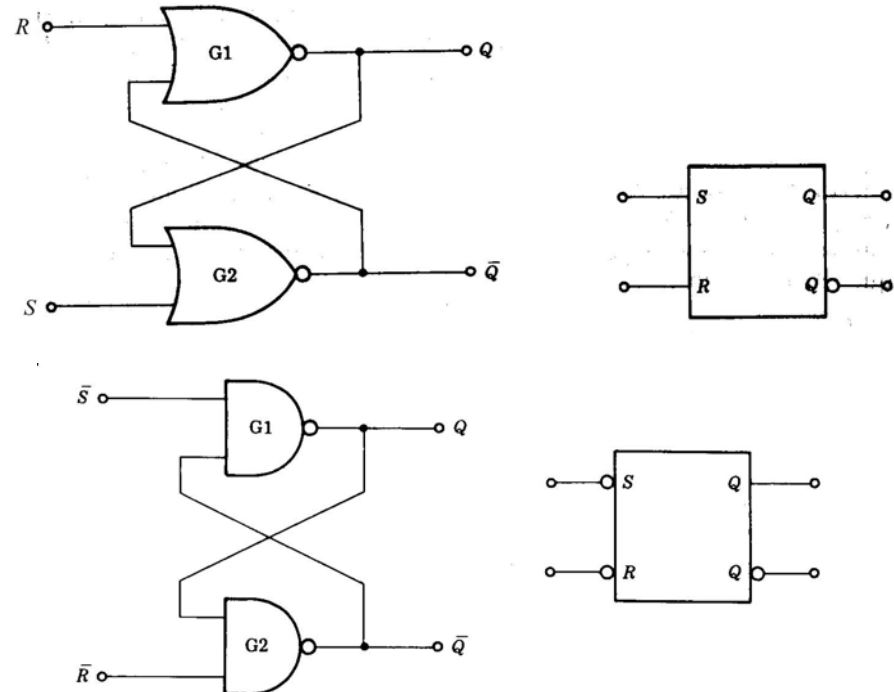 R G1 Q
S Q
G2 Q̅
R Q
S
S̅ G1 Q
S Q
R Q
G2 Q̅
R̅